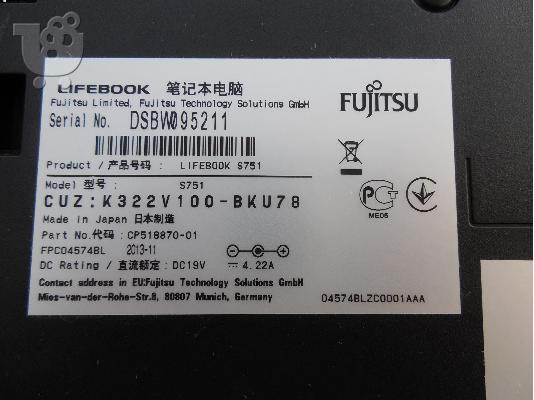 LIFEBOOK 笔记本电脑
Fujitsu Limited, Fujitsu Technology Solutions GmbH
FUJITSU
Serial No. DSBW095211
Product / 产品号码 : LIFEBOOK S751
Model 型号 : S751
CUZ:K322V100-BKU78
Made in Japan 日本制造
Part No.代码 : CP518870-01
FPC04574BL 2013-11
DC Rating / 直流额定 : DC19V 4.22A
Contact address in EU:Fujitsu Technology Solutions GmbH
Mies-van-der-Rohe-Str.8, 80807 Munich, Germany
04574BLZC0001AAA
МЕ06